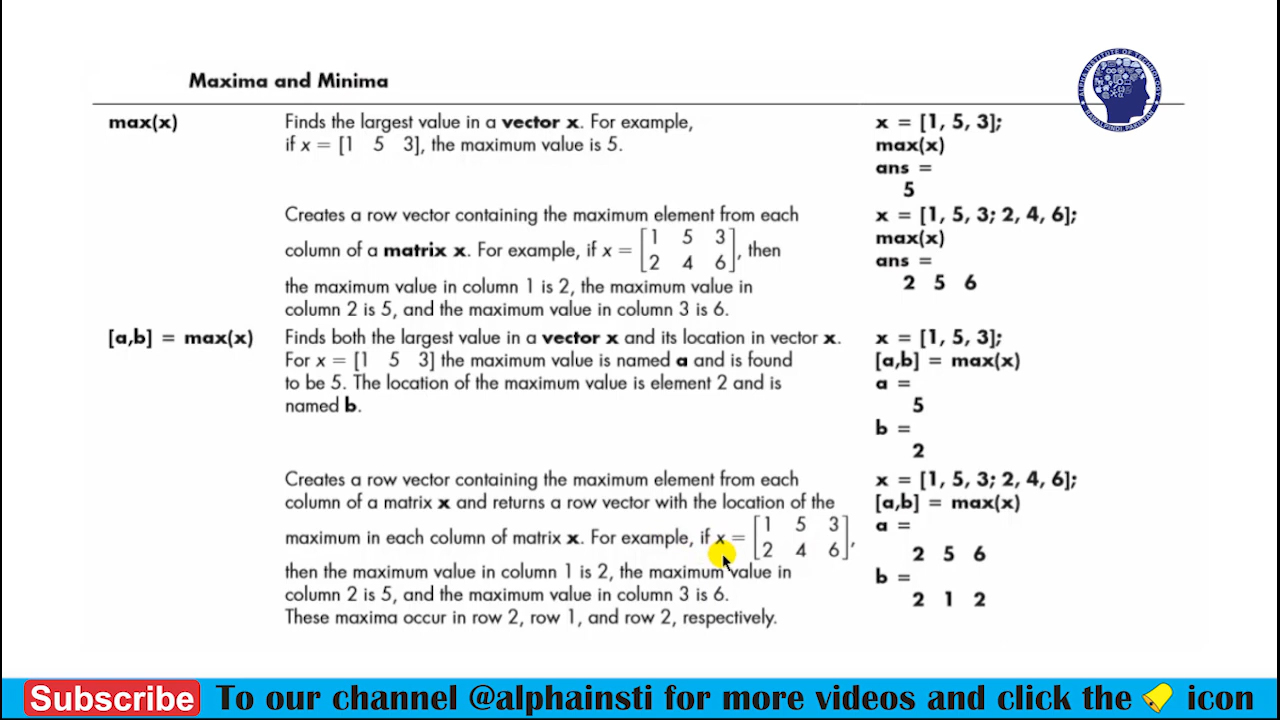 Maxima and Minima
ALPHA INSTITUTE OF TECHNOLOGY
RAWALPINDI, PAKISTAN
max(x)
Finds the largest value in a vector x. For example,
if x = [1 5 3], the maximum value is 5.
x = [1, 5, 3];
max(x)
ans =
5
Creates a row vector containing the maximum element from each
column of a matrix x. For example, if x = [1 5 3
2 4 6], then
the maximum value in column 1 is 2, the maximum value in
column 2 is 5, and the maximum value in column 3 is 6.
x = [1, 5, 3; 2, 4, 6];
max(x)
ans =
2 5 6
[a,b] = max(x)
Finds both the largest value in a vector x and its location in vector x.
For x = [1 5 3] the maximum value is named a and is found
to be 5. The location of the maximum value is element 2 and is
named b.
x = [1, 5, 3];
[a,b] = max(x)
a =
5
b =
2
Creates a row vector containing the maximum element from each
column of a matrix x and returns a row vector with the location of the
maximum in each column of matrix x. For example, if x = [1 5 3
2 4 6],
then the maximum value in column 1 is 2, the maximum value in
column 2 is 5, and the maximum value in column 3 is 6.
These maxima occur in row 2, row 1, and row 2, respectively.
x = [1, 5, 3; 2, 4, 6];
[a,b] = max(x)
a =
2 5 6
b =
2 1 2
Subscribe To our channel @alphainsti for more videos and click the icon